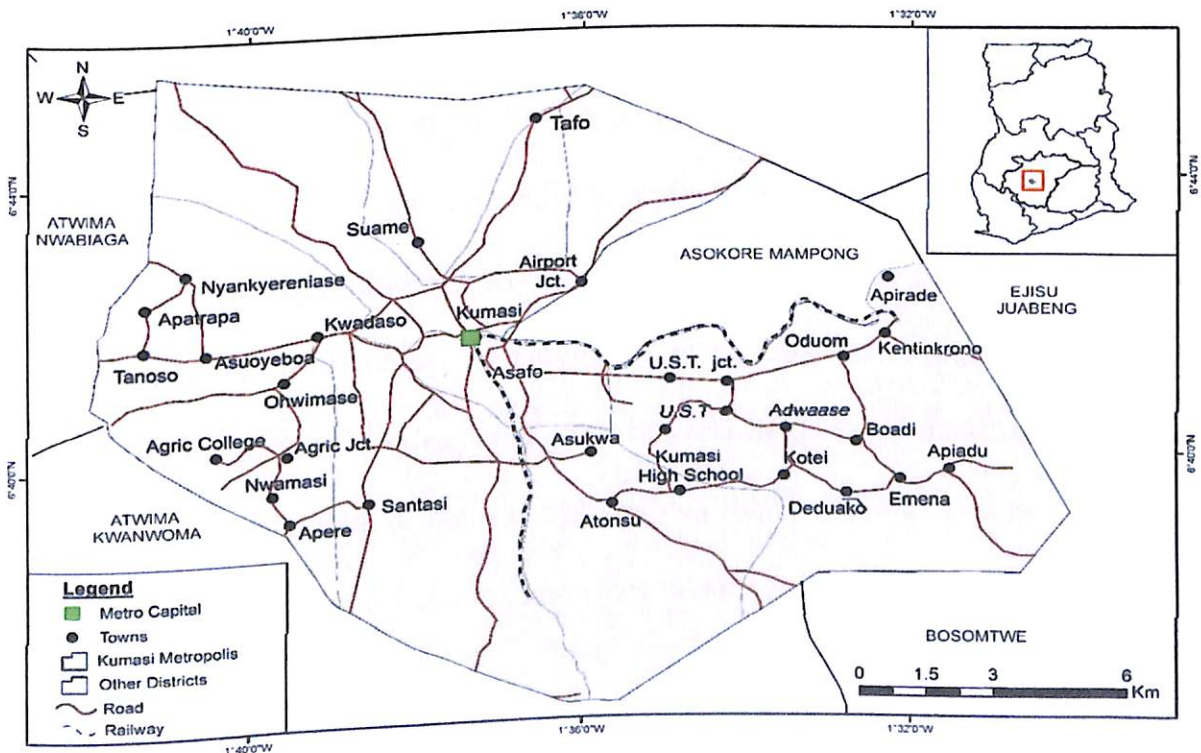 1°40'0"W
1°36'0"W
1°32'0"W
N
W
E
S
Tafo
6°44'0"N
6°44'0"N
ATWIMA
NWABIAGA
Suame
ASOKORE MAMPONG
Airport
Jct.
Nyankyereniase
Apirade
EJISU
JUABENG
Apatrapa
Kumasi
Kwadaso
Oduom
Kentinkrono
Tanoso
Asuoyeboa
Asafo
U.S.T. jct.
Ohwimase
U.S.T
Adwaase
Agric College
Agric Jct.
Asukwa
Boadi
Kumasi
High School
Kotei
Apiadu
6°40'0"N
6°40'0"N
Nwamasi
Santasi
Atonsu
Deduako
Emena
Apere
ATWIMA
KWANWOMA
Legend
Metro Capital
Towns
Kumasi Metropolis
Other Districts
Road
Railway
BOSOMTWE
0 1.5 3 6
Km
1°40'0"W
1°36'0"W
1°32'0"W